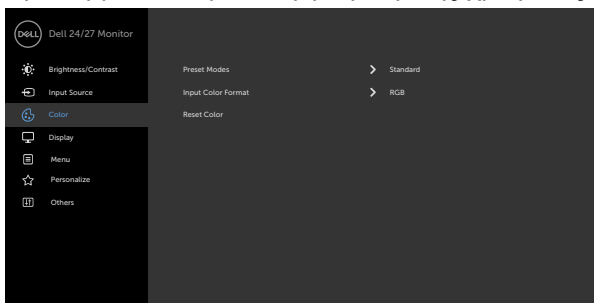 DELL
Dell 24/27 Monitor
Brightness/Contrast
Preset Modes
Standard
Input Source
Input Color Format
RGB
Color
Reset Color
Display
Menu
Personalize
Others